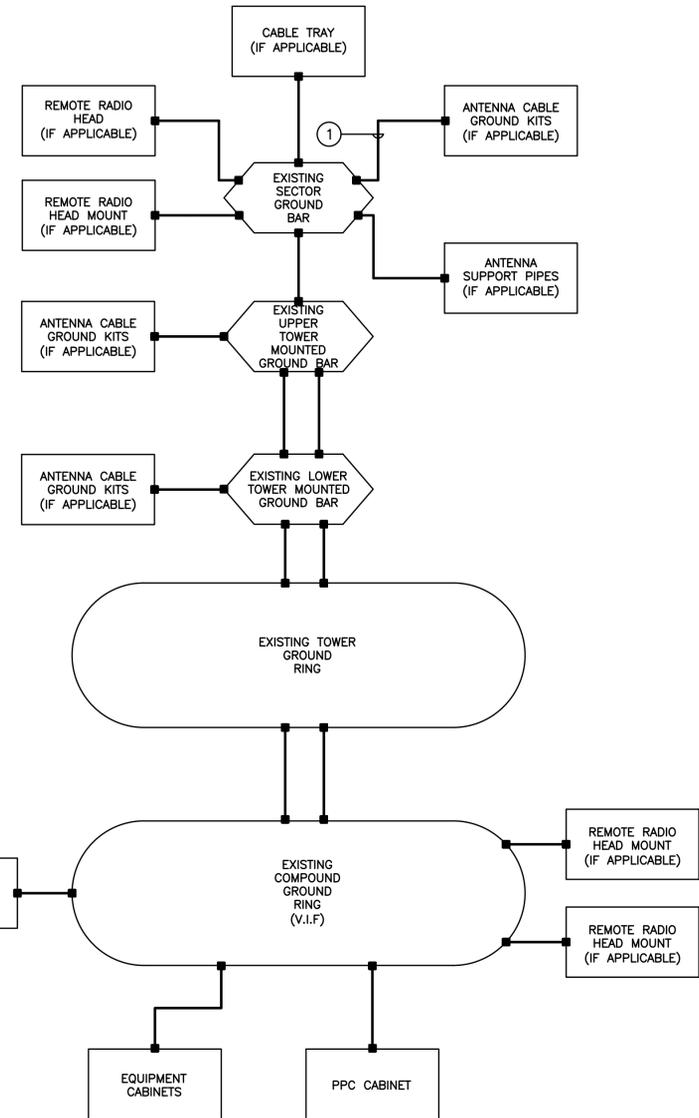 CABLE TRAY
(IF APPLICABLE)
REMOTE RADIO
HEAD
(IF APPLICABLE)
1
ANTENNA CABLE
GROUND KITS
(IF APPLICABLE)
REMOTE RADIO
HEAD MOUNT
(IF APPLICABLE)
EXISTING
SECTOR
GROUND
BAR
ANTENNA
SUPPORT PIPES
(IF APPLICABLE)
ANTENNA CABLE
GROUND KITS
(IF APPLICABLE)
EXISTING
UPPER
TOWER
MOUNTED
GROUND BAR
ANTENNA CABLE
GROUND KITS
(IF APPLICABLE)
EXISTING LOWER
TOWER MOUNTED
GROUND BAR
EXISTING TOWER
GROUND
RING
EXISTING
COMPOUND
GROUND
RING
(V.I.F)
REMOTE RADIO
HEAD MOUNT
(IF APPLICABLE)
REMOTE RADIO
HEAD MOUNT
(IF APPLICABLE)
EQUIPMENT
CABINETS
PPC CABINET